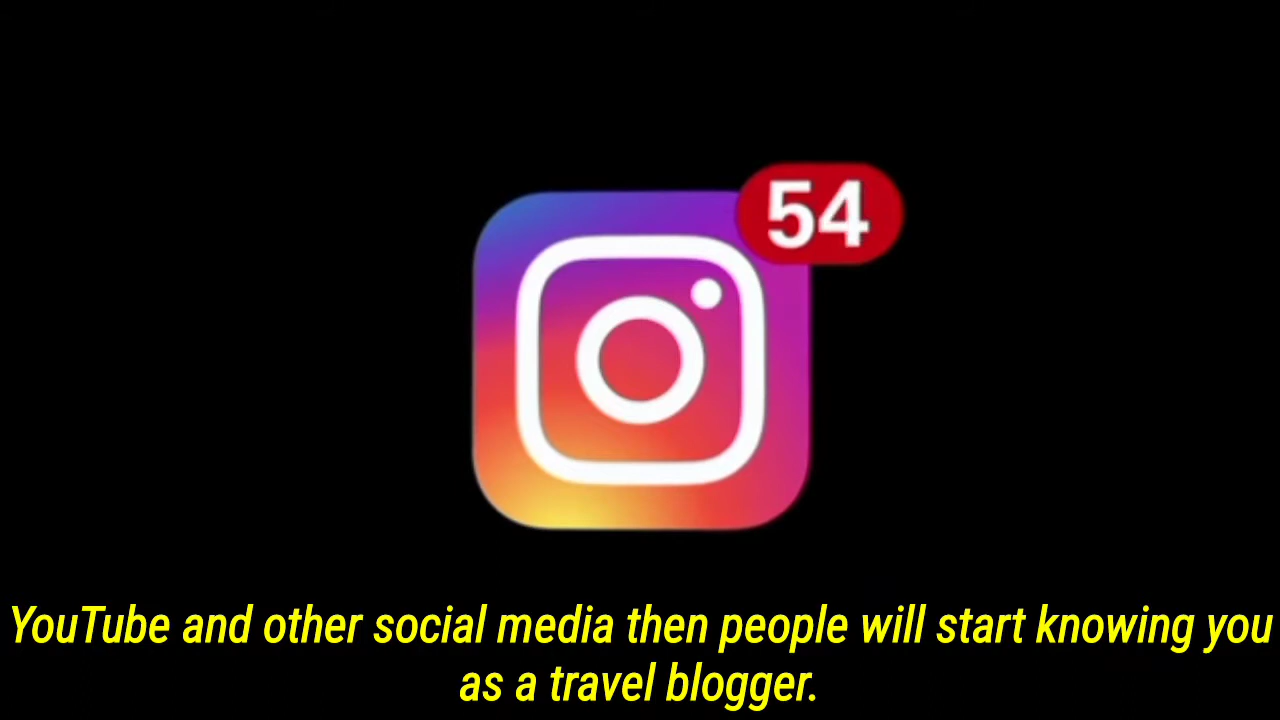 54
YouTube and other social media then people will start knowing you
as a travel blogger.